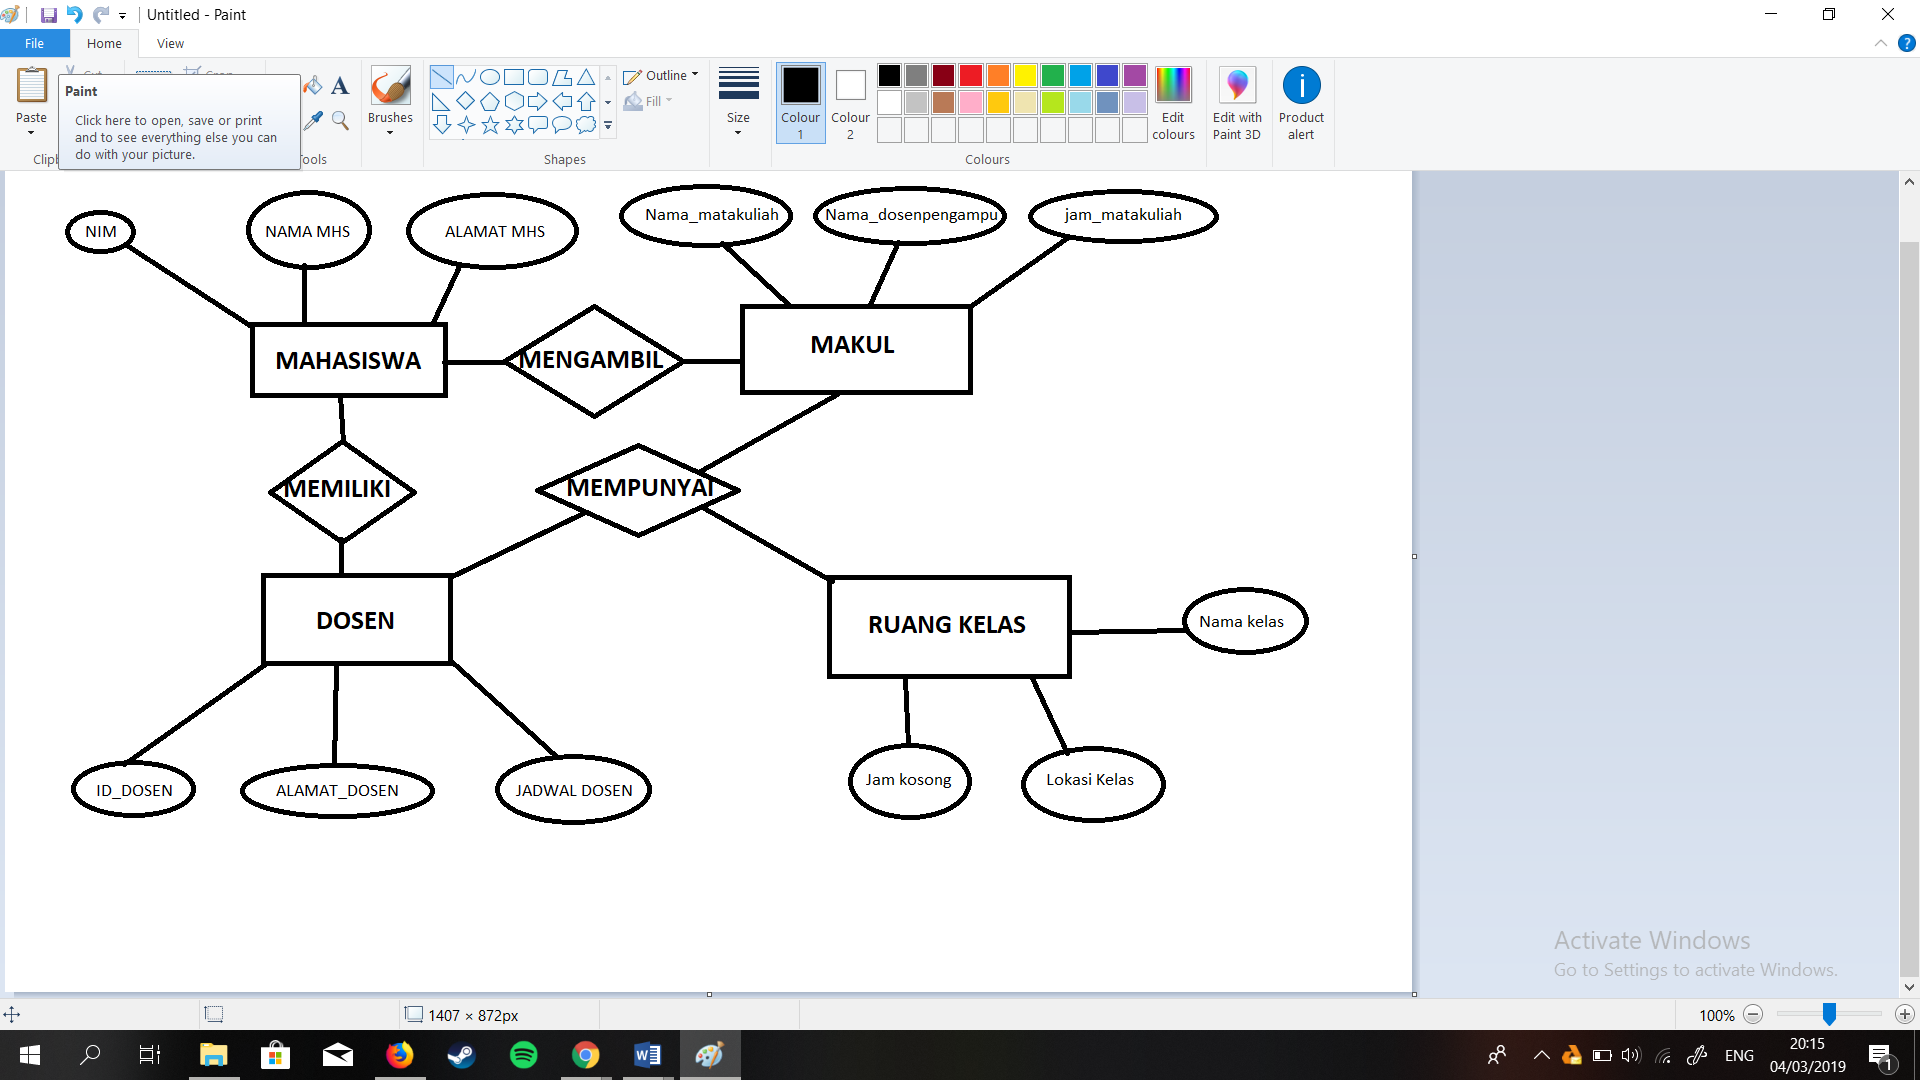 Untitled - Paint
File
Home
View
Paste
Paint
Click here to open, save or print
and to see everything else you can
do with your picture.
Brushes
Outline
Fill
Shapes
Size
Colour
1
Colour
2
Colours
Edit
colours
Edit with
Paint 3D
Product
alert
NIM
NAMA MHS
ALAMAT MHS
Nama_matakuliah
Nama_dosenpengampu
jam_matakuliah
MAHASISWA
MENGAMBIL
MAKUL
MEMILIKI
MEMPUNYAI
DOSEN
RUANG KELAS
Nama kelas
ID_DOSEN
ALAMAT_DOSEN
JADWAL DOSEN
Jam kosong
Lokasi Kelas
Activate Windows
Go to Settings to activate Windows.
1407 × 872px
100%
ENG
20:15
04/03/2019
1